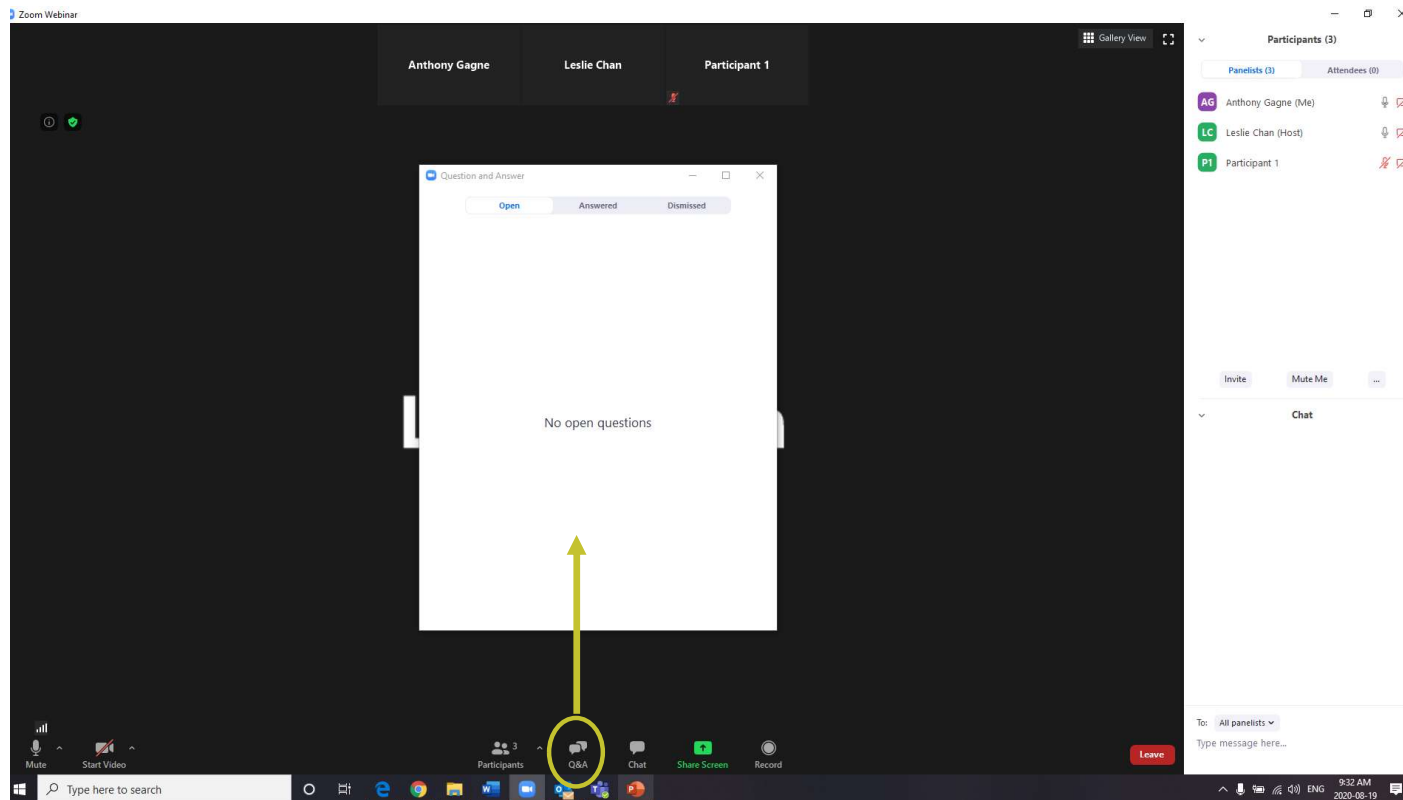 Zoom Webinar
Gallery View
Anthony Gagne
Leslie Chan
Participant 1
Participants (3)
Panelists (3)
Attendees (0)
AG Anthony Gagne (Me)
LC Leslie Chan (Host)
P1 Participant 1
Invite
Mute Me
...
Chat
Question and Answer
Open
Answered
Dismissed
No open questions
To: All panelists
Type message here...
Mute
Start Video
3
Participants
Q&A
Chat
Share Screen
Record
Leave
Type here to search
ENG
9:32 AM
2020-08-19